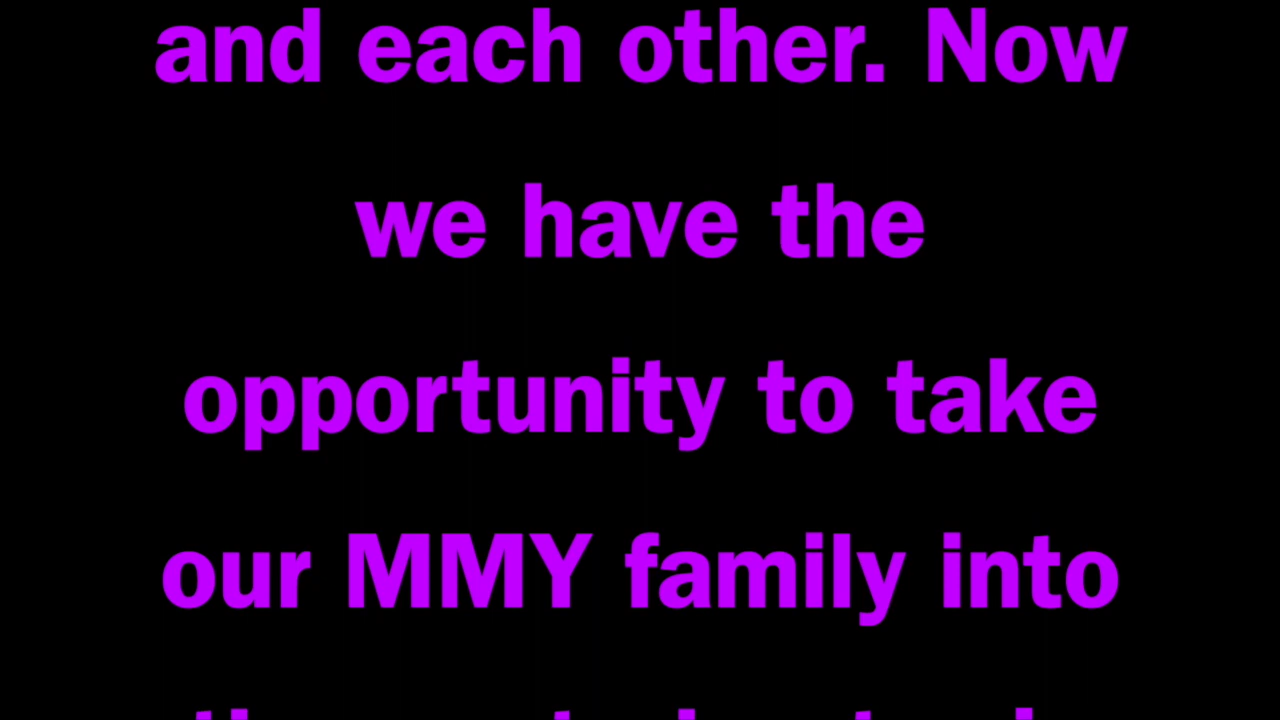 and each other. Now
we have the
opportunity to take
our MMY family into